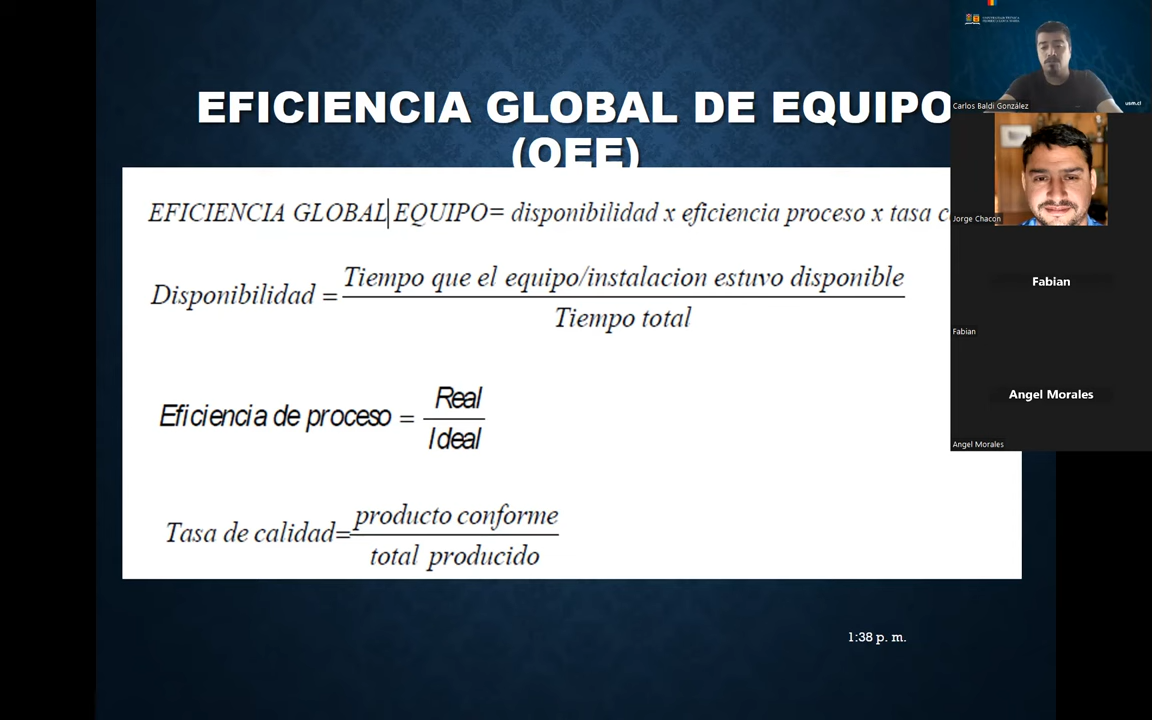 EFICIENCIA GLOBAL DE EQUIPO
(OEE)
EFICIENCIA GLOBAL EQUIPO= disponibilidad x eficiencia proceso x tasa
Disponibilidad = Tiempo que el equipo/instalacion estuvo disponible
Tiempo total
Eficiencia de proceso = Real
Ideal
Tasa de calidad= producto conforme
total producido
1:38 p. m.
Carlos Baldi González
usm.cl
Jorge Chacon
Fabian
Fabian
Angel Morales
Angel Morales